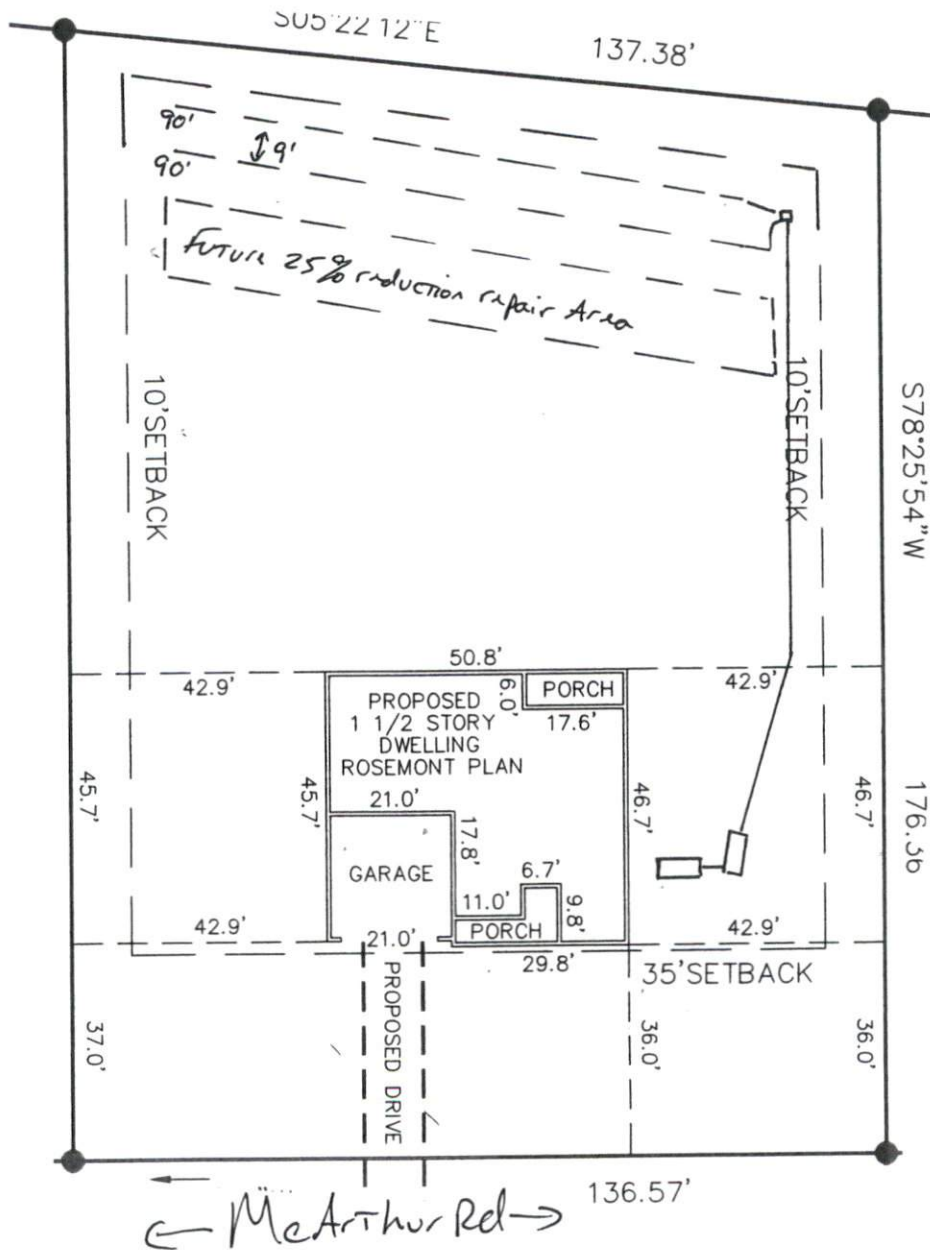 S05°22'12"E
137.38'
90'
9'
90'
Future 25% reduction repair Area
10'SETBACK
10'SETBACK
S78°25'54"W
50.8'
42.9'
6.0'
PORCH
42.9'
PROPOSED
1 1/2 STORY
DWELLING
ROSEMONT PLAN
17.6'
45.7'
45.7'
21.0'
17.8'
46.7'
46.7'
176.36
GARAGE
6.7'
11.0'
9.8'
42.9'
21.0'
PORCH
42.9'
29.8'
35'SETBACK
37.0'
PROPOSED DRIVE
36.0'
36.0'
136.57'
McArthur Rd